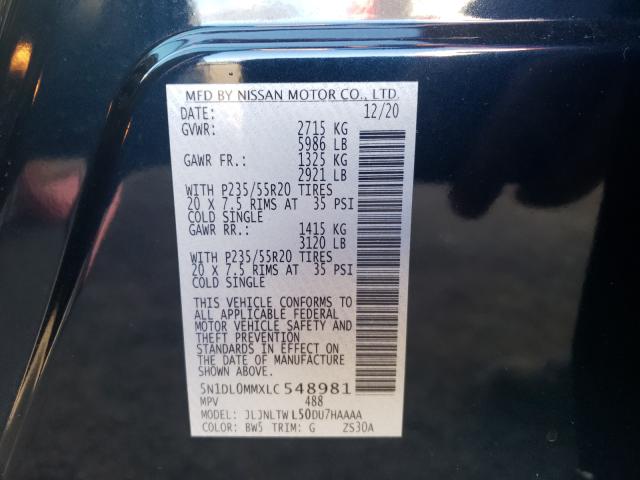 MFD BY NISSAN MOTOR CO., LTD.
DATE: 12/20
GVWR: 2715 KG
5986 LB
GAWR FR.: 1325 KG
2921 LB
WITH P235/55R20 TIRES
20 X 7.5 RIMS AT 35 PSI
COLD SINGLE
GAWR RR.: 1415 KG
3120 LB
WITH P235/55R20 TIRES
20 X 7.5 RIMS AT 35 PSI
COLD SINGLE
THIS VEHICLE CONFORMS TO
ALL APPLICABLE FEDERAL
MOTOR VEHICLE SAFETY AND
THEFT PREVENTION
STANDARDS IN EFFECT ON
THE DATE OF MANUFACTURE
SHOWN ABOVE.
5N1DL0MMXLC548981
MPV 488
MODEL: JLJNLTW L50DU7HAAAA
COLOR: BW5 TRIM: G ZS30A